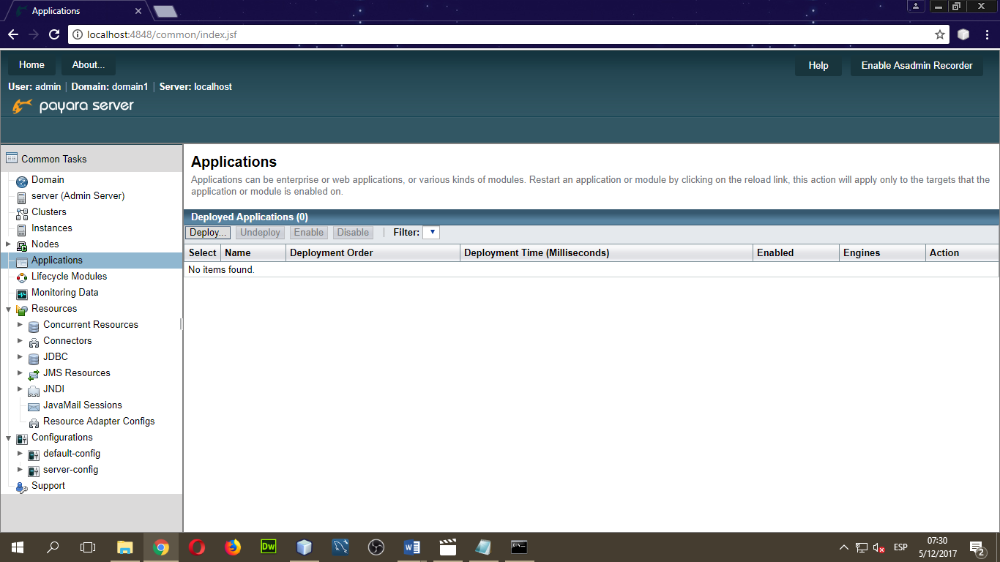 Applications
localhost:4848/common/index.jsf
Home About... Help Enable Asadmin Recorder
User: admin | Domain: domain1 | Server: localhost
payara server
Common Tasks
Domain
server (Admin Server)
Clusters
Instances
Nodes
Applications
Lifecycle Modules
Monitoring Data
Resources
Concurrent Resources
Connectors
JDBC
JMS Resources
JNDI
JavaMail Sessions
Resource Adapter Configs
Configurations
default-config
server-config
Support
Applications
Applications can be enterprise or web applications, or various kinds of modules. Restart an application or module by clicking on the reload link, this action will apply only to the targets that the
application or module is enabled on.
Deployed Applications (0)
Deploy... Undeploy Enable Disable | Filter:
Select Name Deployment Order Deployment Time (Milliseconds) Enabled Engines Action
No items found.
Dw
W
C:\_
ESP
07:30
5/12/2017
2